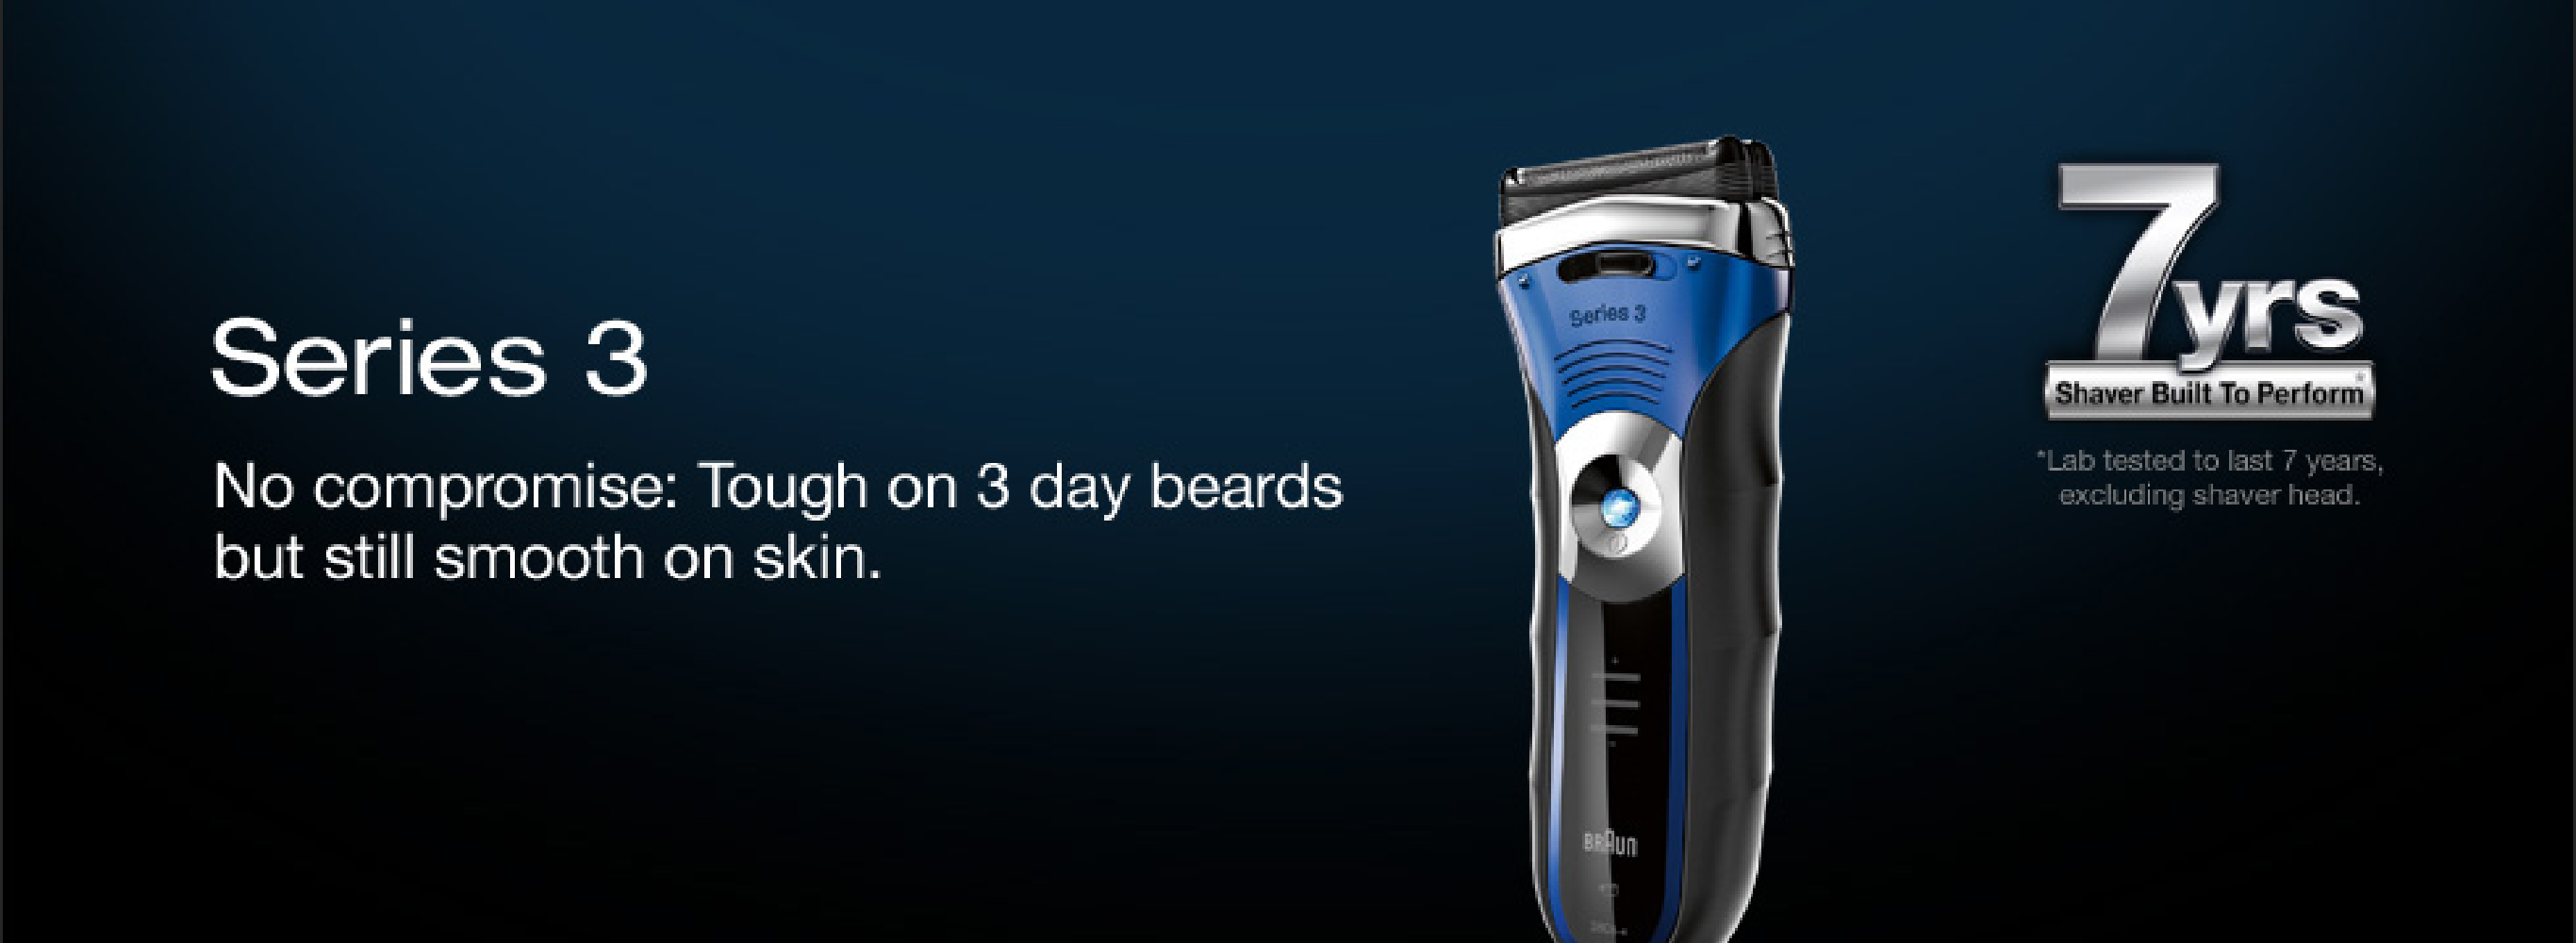 Series 3
No compromise: Tough on 3 day beards
but still smooth on skin.
Series 3
BRAUN
7yrs
Shaver Built To Perform*
*Lab tested to last 7 years,
excluding shaver head.